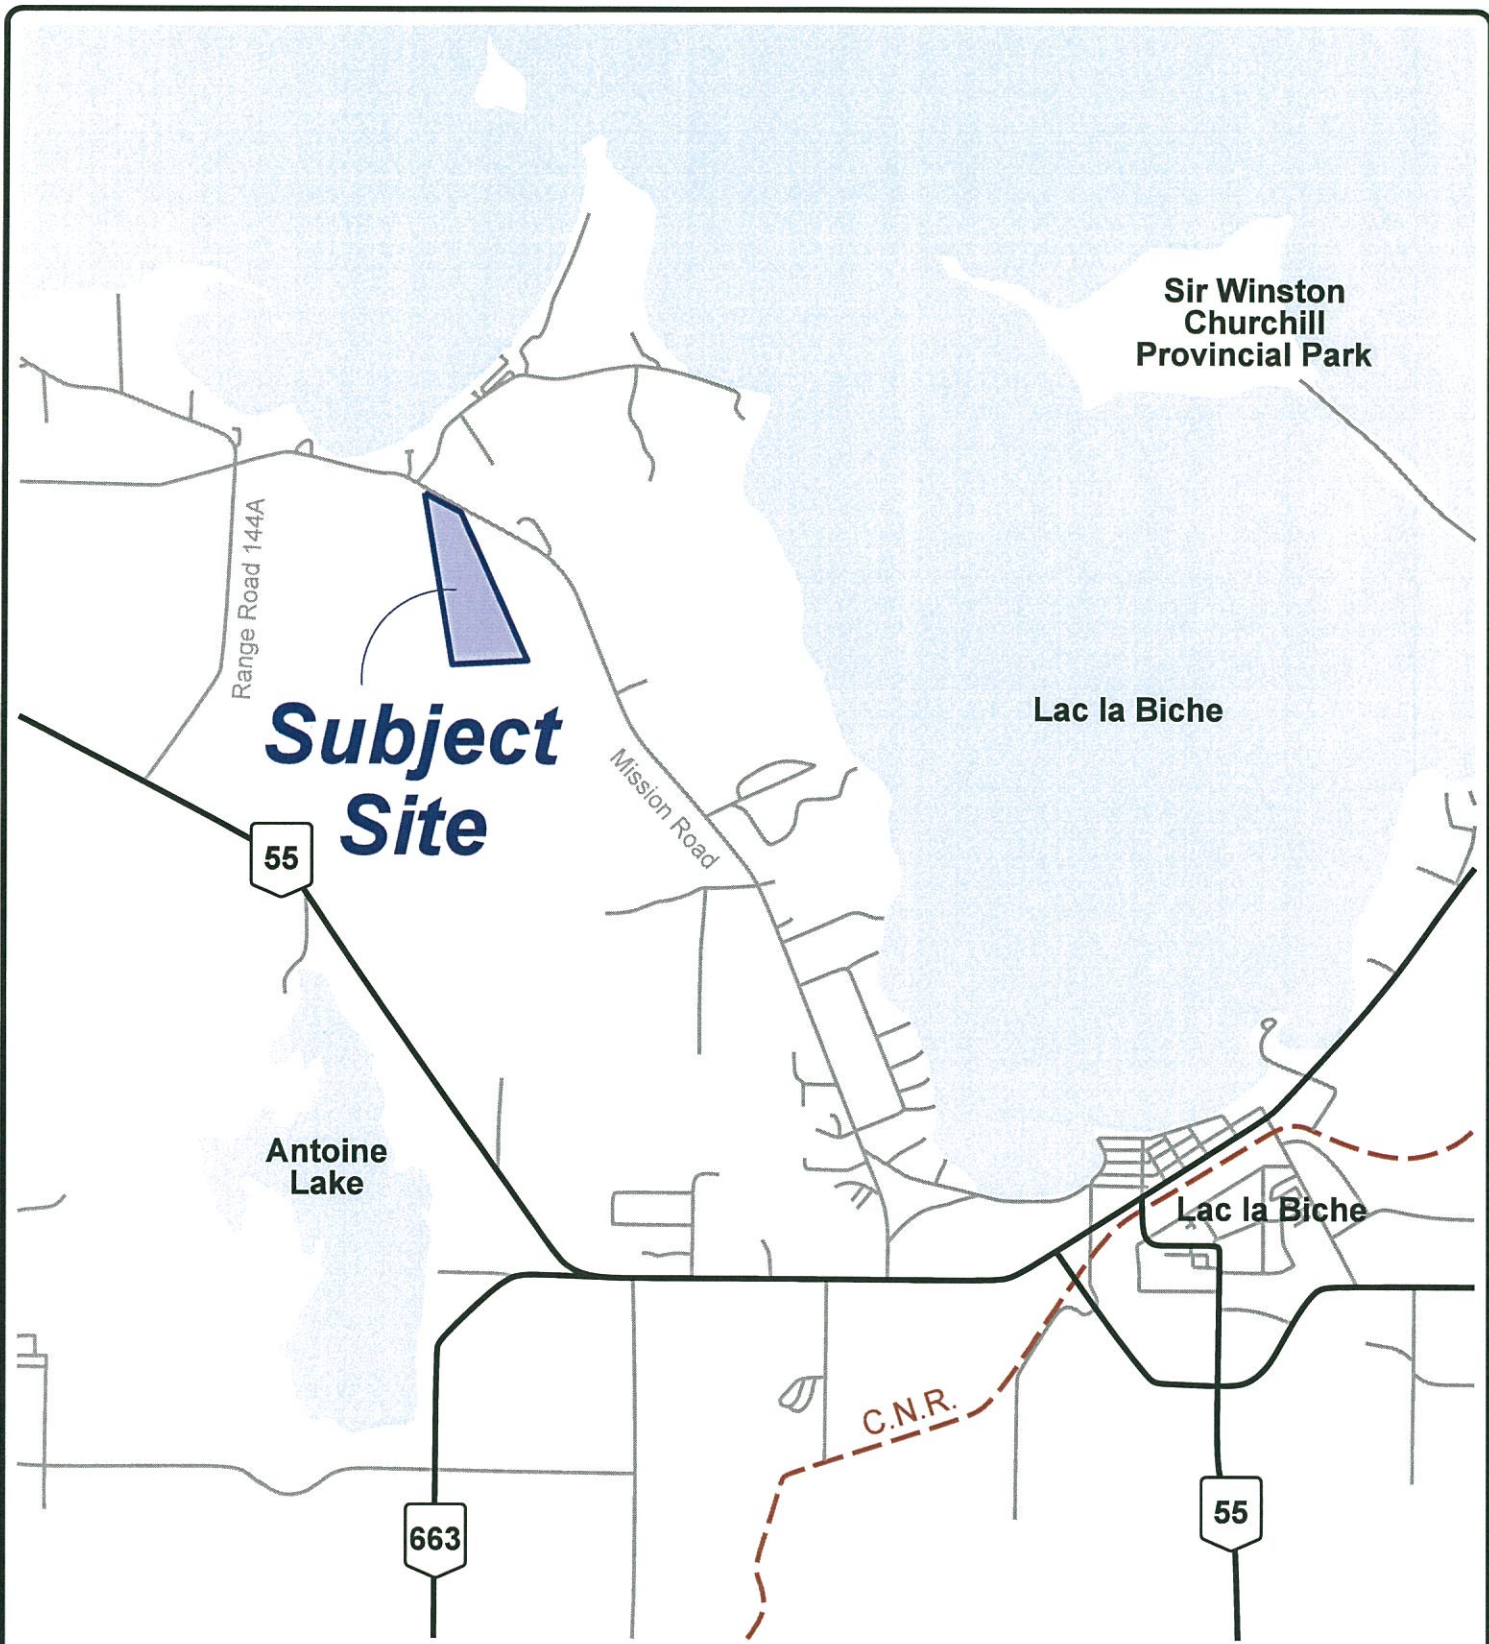 Sir Winston
Churchill
Provincial Park
Range Road 144A
Subject
Site
Lac la Biche
Mission Road
55
Antoine
Lake
Lac la Biche
C.N.R.
663
55